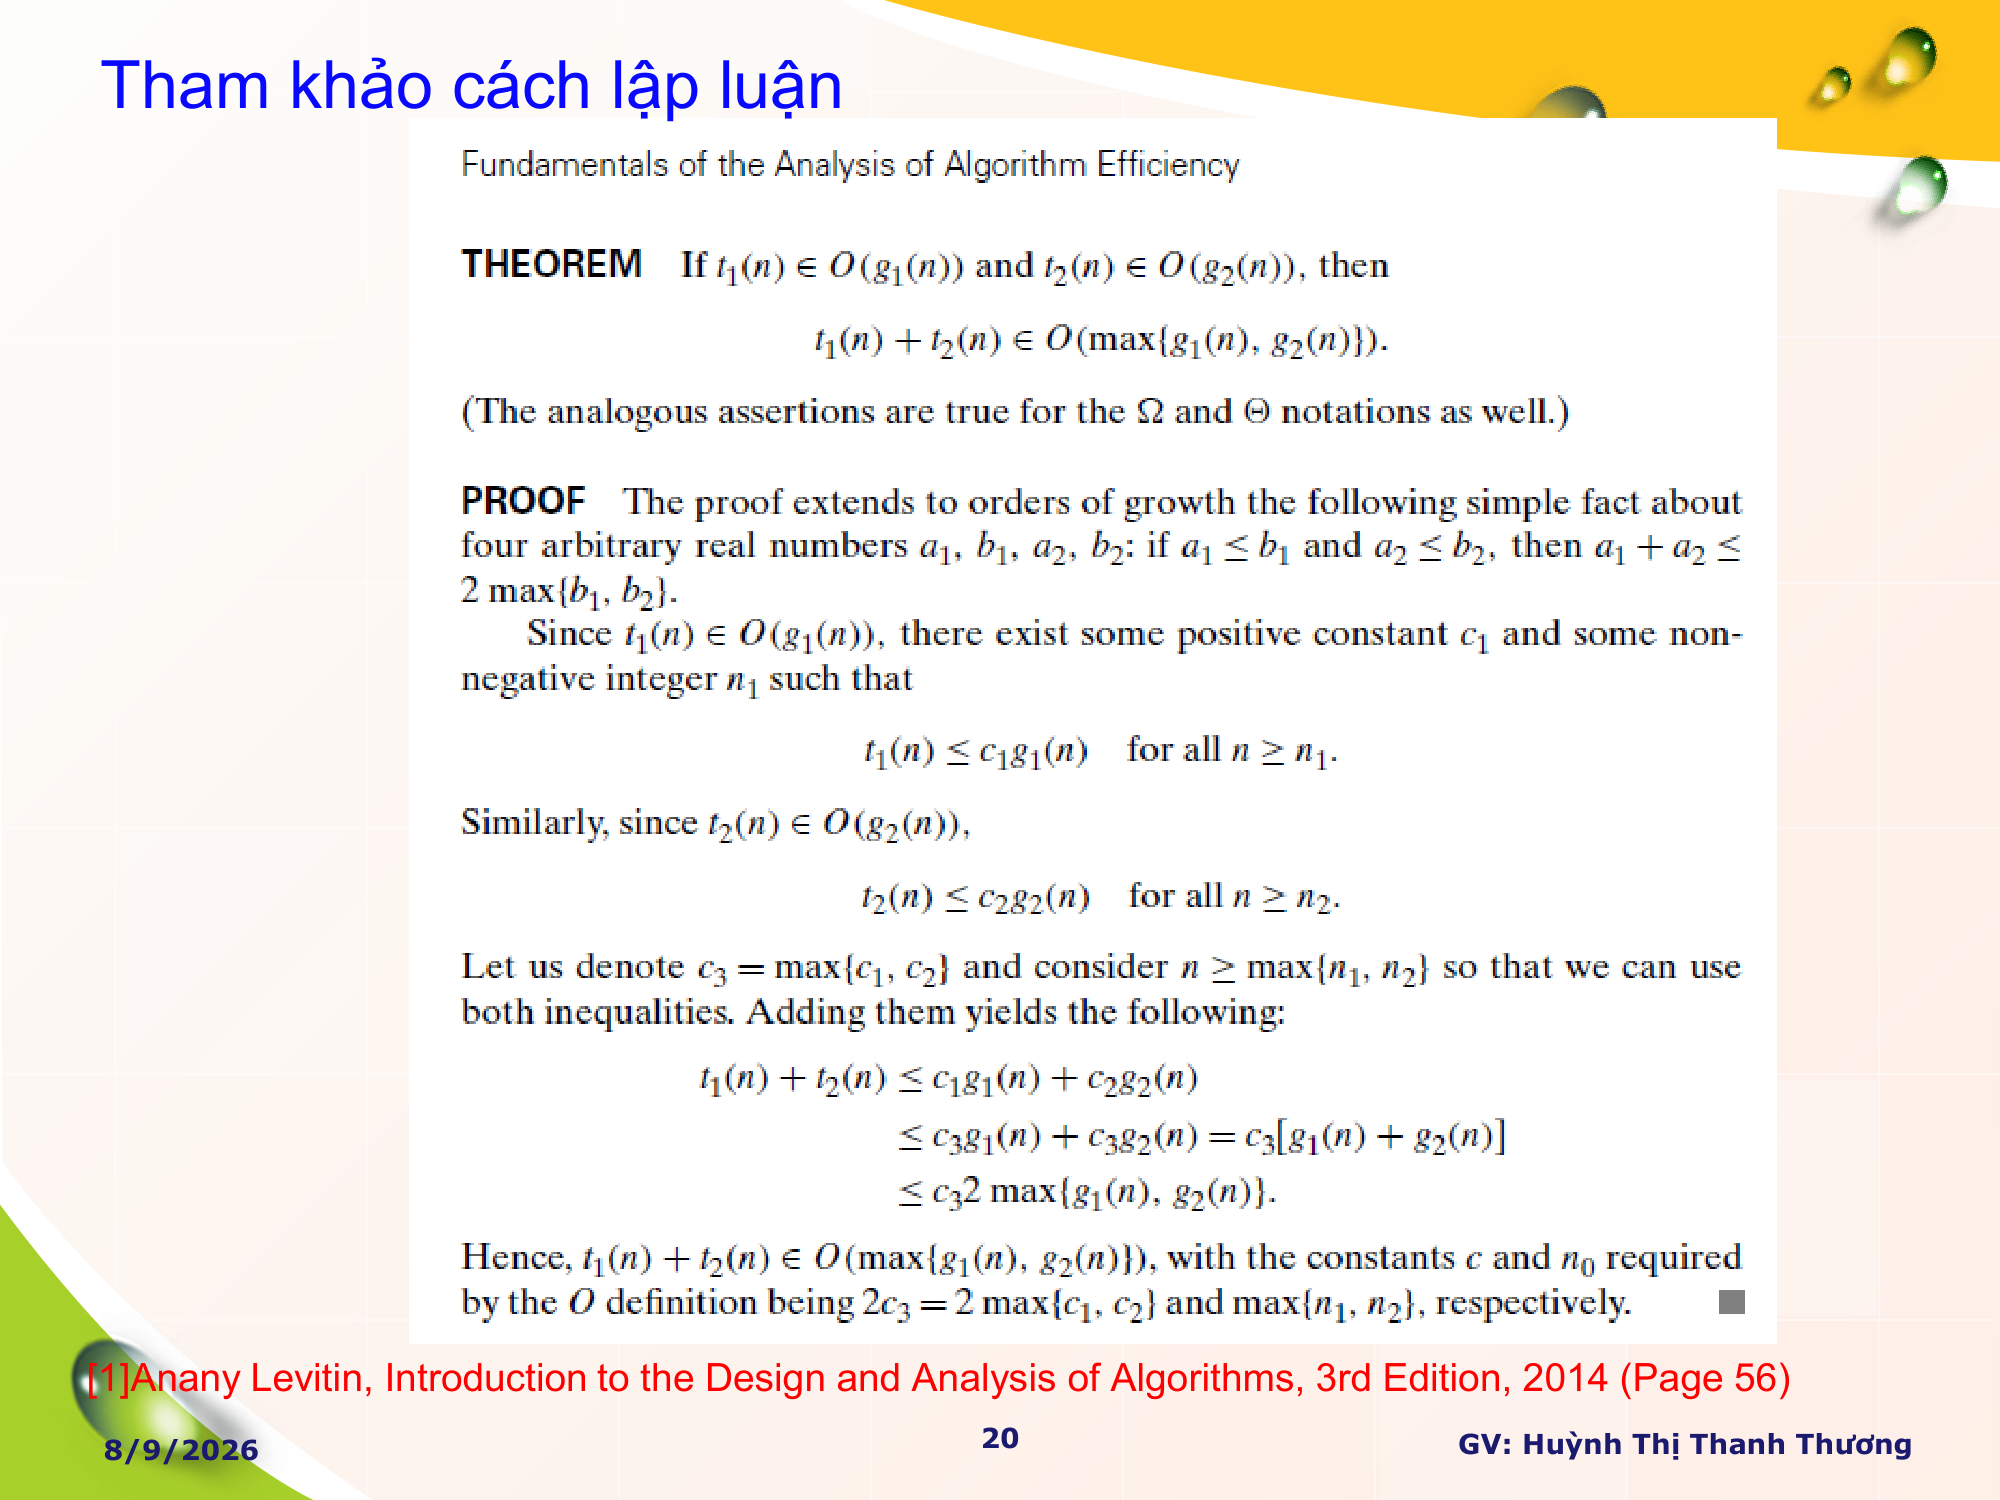 Tham khảo cách lập luận
Fundamentals of the Analysis of Algorithm Efficiency
THEOREM If t₁(n) ∈ O(g₁(n)) and t₂(n) ∈ O(g₂(n)), then
t₁(n) + t₂(n) ∈ O(max{g₁(n), g₂(n)}).
(The analogous assertions are true for the Ω and Θ notations as well.)
PROOF The proof extends to orders of growth the following simple fact about
four arbitrary real numbers a₁, b₁, a₂, b₂: if a₁ ≤ b₁ and a₂ ≤ b₂, then a₁ + a₂ ≤
2 max{b₁, b₂}.
Since t₁(n) ∈ O(g₁(n)), there exist some positive constant c₁ and some non-
negative integer n₁ such that
t₁(n) ≤ c₁g₁(n) for all n ≥ n₁.
Similarly, since t₂(n) ∈ O(g₂(n)),
t₂(n) ≤ c₂g₂(n) for all n ≥ n₂.
Let us denote c₃ = max{c₁, c₂} and consider n ≥ max{n₁, n₂} so that we can use
both inequalities. Adding them yields the following:
t₁(n) + t₂(n) ≤ c₁g₁(n) + c₂g₂(n)
≤ c₃g₁(n) + c₃g₂(n) = c₃[g₁(n) + g₂(n)]
≤ c₃2 max{g₁(n), g₂(n)}.
Hence, t₁(n) + t₂(n) ∈ O(max{g₁(n), g₂(n)}), with the constants c and n₀ required
by the O definition being 2c₃ = 2 max{c₁, c₂} and max{n₁, n₂}, respectively.
[1]Anany Levitin, Introduction to the Design and Analysis of Algorithms, 3rd Edition, 2014 (Page 56)
8/9/2026
20
GV: Huỳnh Thị Thanh Thương